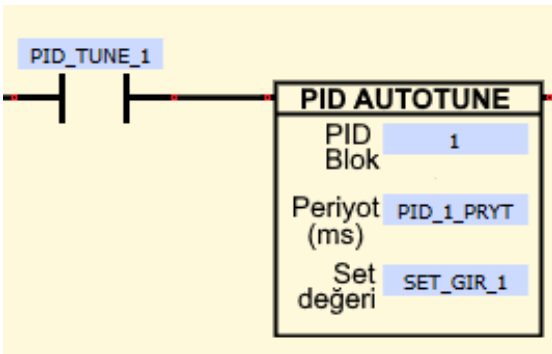 PID_TUNE_1
PID AUTOTUNE
PID
Blok
1
Periyot
(ms)
PID_1_PRYT
Set
değeri
SET_GIR_1